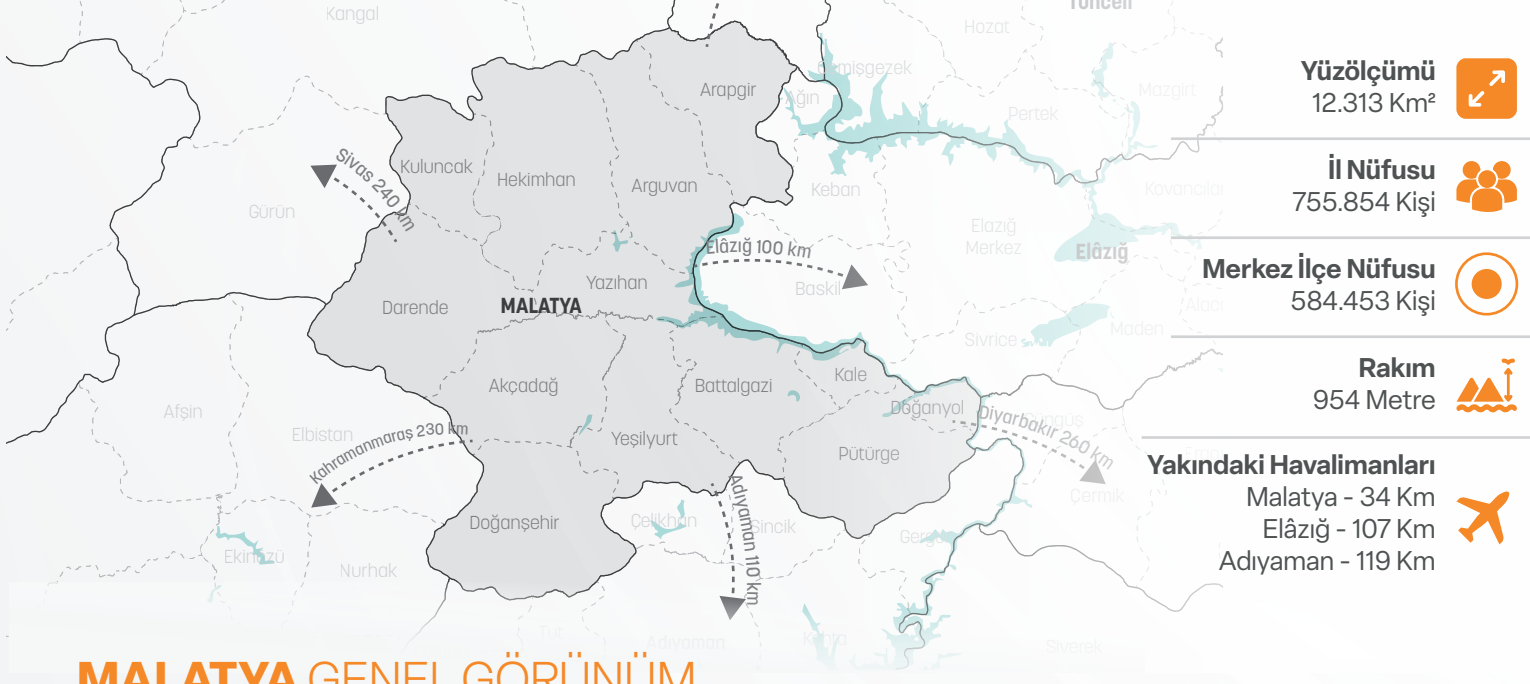 Kangal
Tunceli
Hozat
Çemişgezek
Arapgir
Ağın
Mazgirt
Pertek
Sivas 240 km
Kuluncak
Hekimhan
Arguvan
Keban
Kovancılar
Gürün
Elazığ
Merkez
Elâzığ 100 km
Elâzığ
Yazıhan
Baskil
Darende
MALATYA
Maden
Sivrice
Akçadağ
Battalgazi
Kale
Afşin
Elbistan
Kahramanmaraş 230 km
Yeşilyurt
Doğanyol
Diyarbakır 260 km
Pütürge
Çermik
Doğanşehir
Çelikhan
Adıyaman 110 km
Sincik
Ekinözü
Nurhak
Tut
Adıyaman
Kahta
Siverek
Yüzölçümü
12.313 Km²
İl Nüfusu
755.854 Kişi
Merkez İlçe Nüfusu
584.453 Kişi
Rakım
954 Metre
Yakındaki Havalimanları
Malatya - 34 Km
Elâzığ - 107 Km
Adıyaman - 119 Km
MALATYA GENEL GÖRÜNÜM